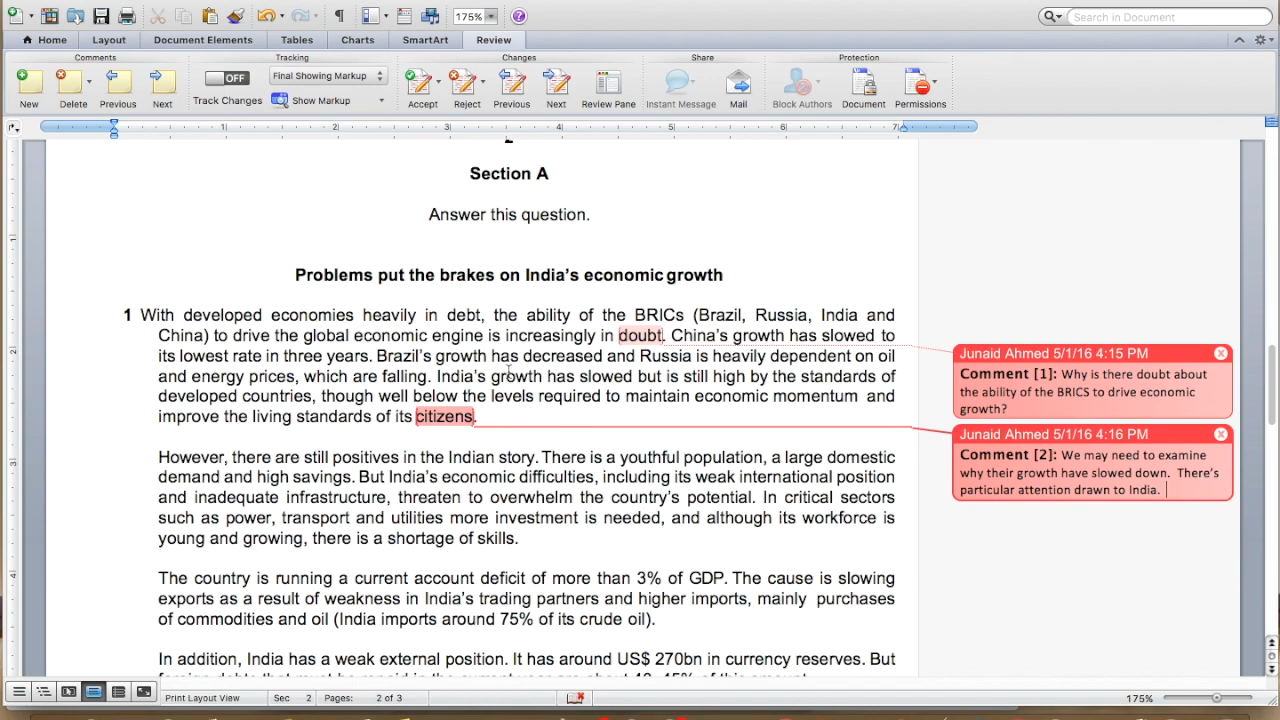 175%
Search in Document
Home Layout Document Elements Tables Charts SmartArt Review
Comments Tracking Changes Share Protection
OFF Final Showing Markup
Track Changes Show Markup
New Delete Previous Next Accept Reject Previous Next Review Pane Instant Message Mail Block Authors Document Permissions
1 2 3 4 5 6 7
Section A
Answer this question.
Problems put the brakes on India's economic growth
1 With developed economies heavily in debt, the ability of the BRICs (Brazil, Russia, India and
China) to drive the global economic engine is increasingly in doubt. China's growth has slowed to
its lowest rate in three years. Brazil's growth has decreased and Russia is heavily dependent on oil
and energy prices, which are falling. India's growth has slowed but is still high by the standards of
developed countries, though well below the levels required to maintain economic momentum and
improve the living standards of its citizens.
Junaid Ahmed 5/1/16 4:15 PM
Comment [1]: Why is there doubt about
the ability of the BRICS to drive economic
growth?
Junaid Ahmed 5/1/16 4:16 PM
Comment [2]: We may need to examine
why their growth have slowed down. There's
particular attention drawn to India.
However, there are still positives in the Indian story. There is a youthful population, a large domestic
demand and high savings. But India's economic difficulties, including its weak international position
and inadequate infrastructure, threaten to overwhelm the country's potential. In critical sectors
such as power, transport and utilities more investment is needed, and although its workforce is
young and growing, there is a shortage of skills.
The country is running a current account deficit of more than 3% of GDP. The cause is slowing
exports as a result of weakness in India's trading partners and higher imports, mainly purchases
of commodities and oil (India imports around 75% of its crude oil).
In addition, India has a weak external position. It has around US$ 270bn in currency reserves. But
Print Layout View Sec 2 Pages: 2 of 3 175%